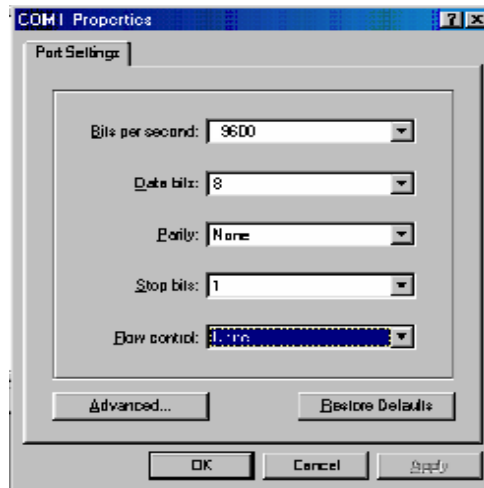 COM1 Properties
Port Settings
Bits per second: 9600
Data bits: 8
Parity: None
Stop bits: 1
Flow control: None
Advanced...
Restore Defaults
OK
Cancel
Apply